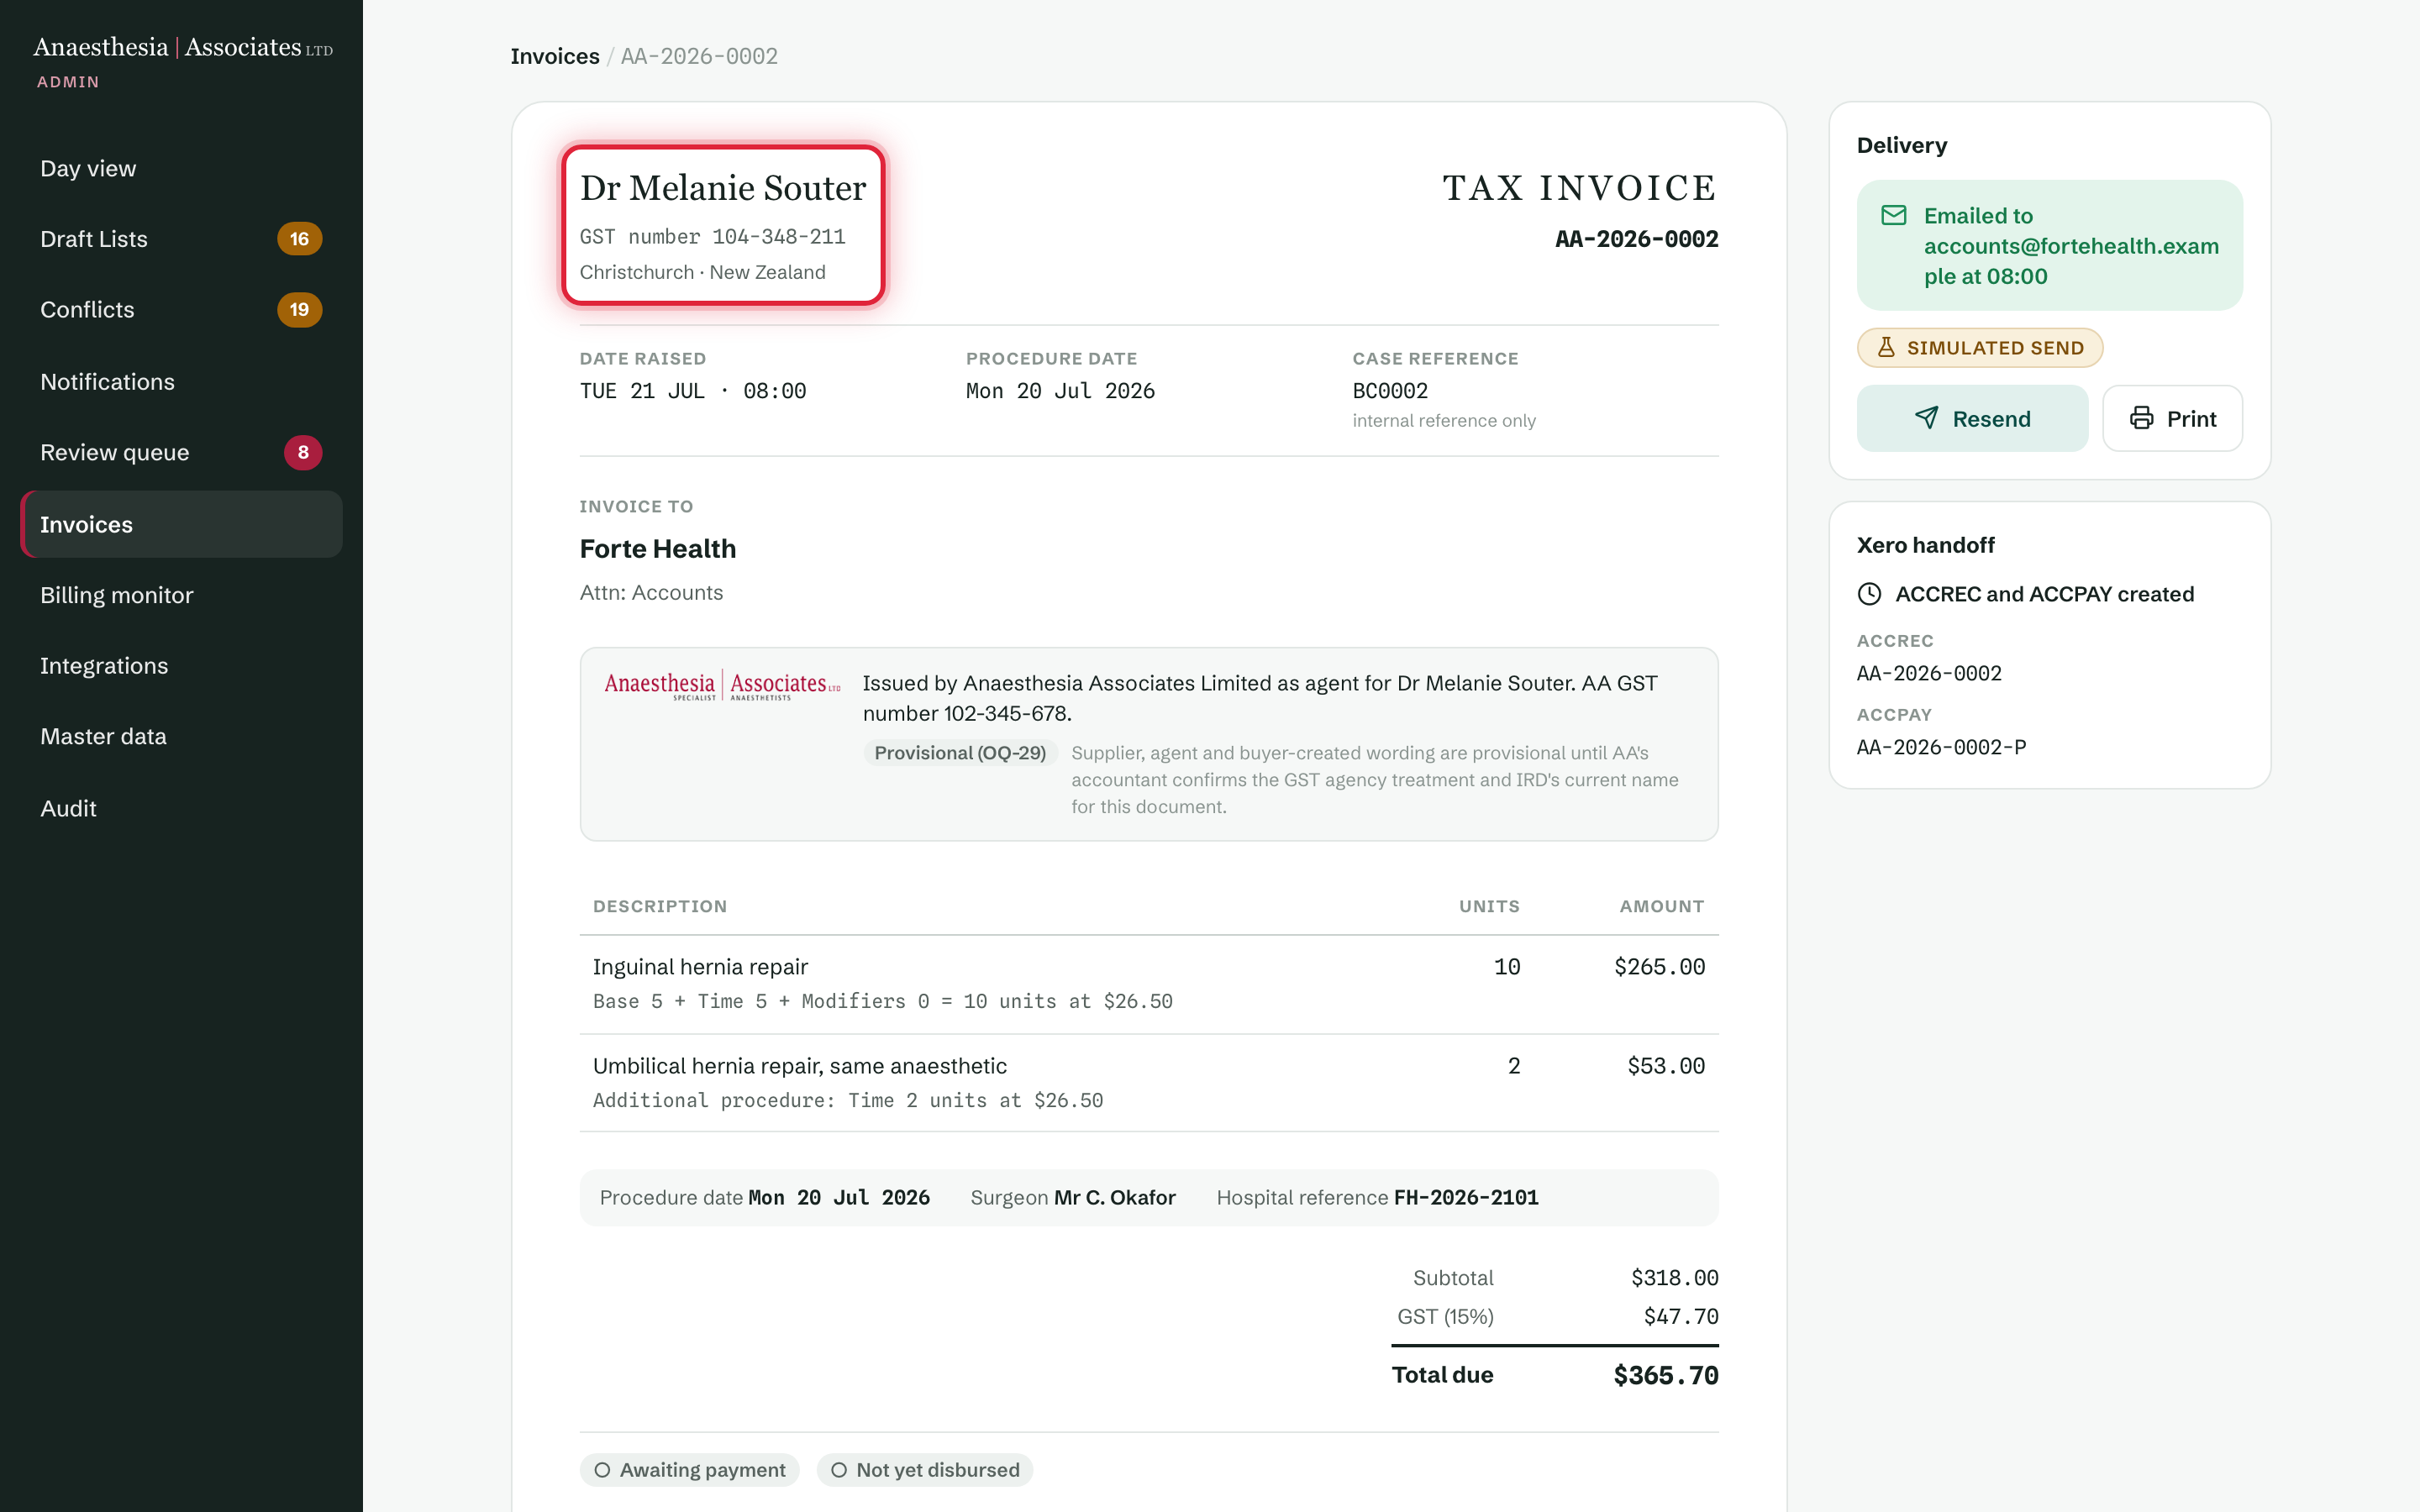 Anaesthesia | Associates LTD
ADMIN
Day view
Draft Lists 16
Conflicts 19
Notifications
Review queue 8
Invoices
Billing monitor
Integrations
Master data
Audit
Invoices / AA-2026-0002
Dr Melanie Souter
GST number 104-348-211
Christchurch · New Zealand
TAX INVOICE
AA-2026-0002
DATE RAISED
TUE 21 JUL · 08:00
PROCEDURE DATE
Mon 20 Jul 2026
CASE REFERENCE
BC0002
internal reference only
INVOICE TO
Forte Health
Attn: Accounts
Anaesthesia | Associates LTD
SPECIALIST ANAESTHETISTS
Issued by Anaesthesia Associates Limited as agent for Dr Melanie Souter. AA GST
number 102-345-678.
Provisional (OQ-29)
Supplier, agent and buyer-created wording are provisional until AA's
accountant confirms the GST agency treatment and IRD's current name
for this document.
DESCRIPTION UNITS AMOUNT
Inguinal hernia repair 10 $265.00
Base 5 + Time 5 + Modifiers 0 = 10 units at $26.50
Umbilical hernia repair, same anaesthetic 2 $53.00
Additional procedure: Time 2 units at $26.50
Procedure date Mon 20 Jul 2026 Surgeon Mr C. Okafor Hospital reference FH-2026-2101
Subtotal $318.00
GST (15%) $47.70
Total due $365.70
Awaiting payment Not yet disbursed
Delivery
Emailed to
accounts@fortehealth.exam
ple at 08:00
SIMULATED SEND
Resend Print
Xero handoff
ACCREC and ACCPAY created
ACCREC
AA-2026-0002
ACCPAY
AA-2026-0002-P